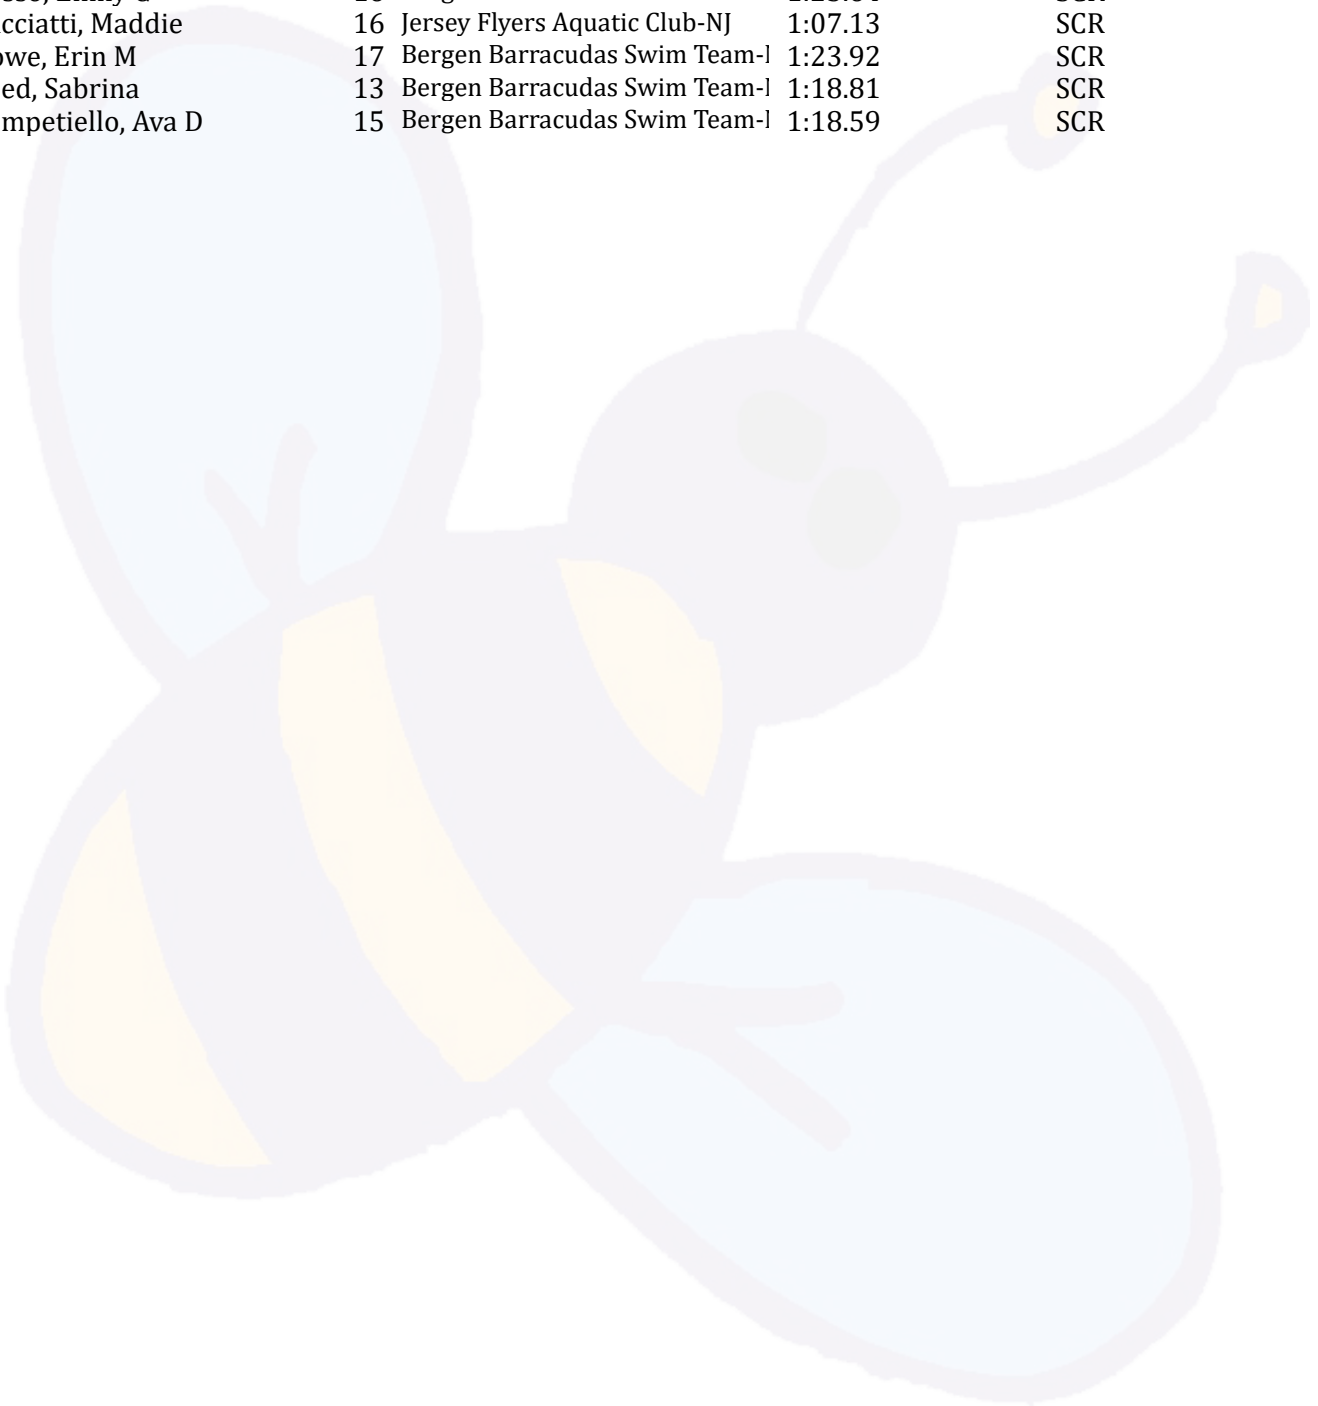 cciatti, Maddie 16 Jersey Flyers Aquatic Club-NJ 1:07.13 SCR
owe, Erin M 17 Bergen Barracudas Swim Team-I 1:23.92 SCR
ed, Sabrina 13 Bergen Barracudas Swim Team-I 1:18.81 SCR
mpetiello, Ava D 15 Bergen Barracudas Swim Team-I 1:18.59 SCR